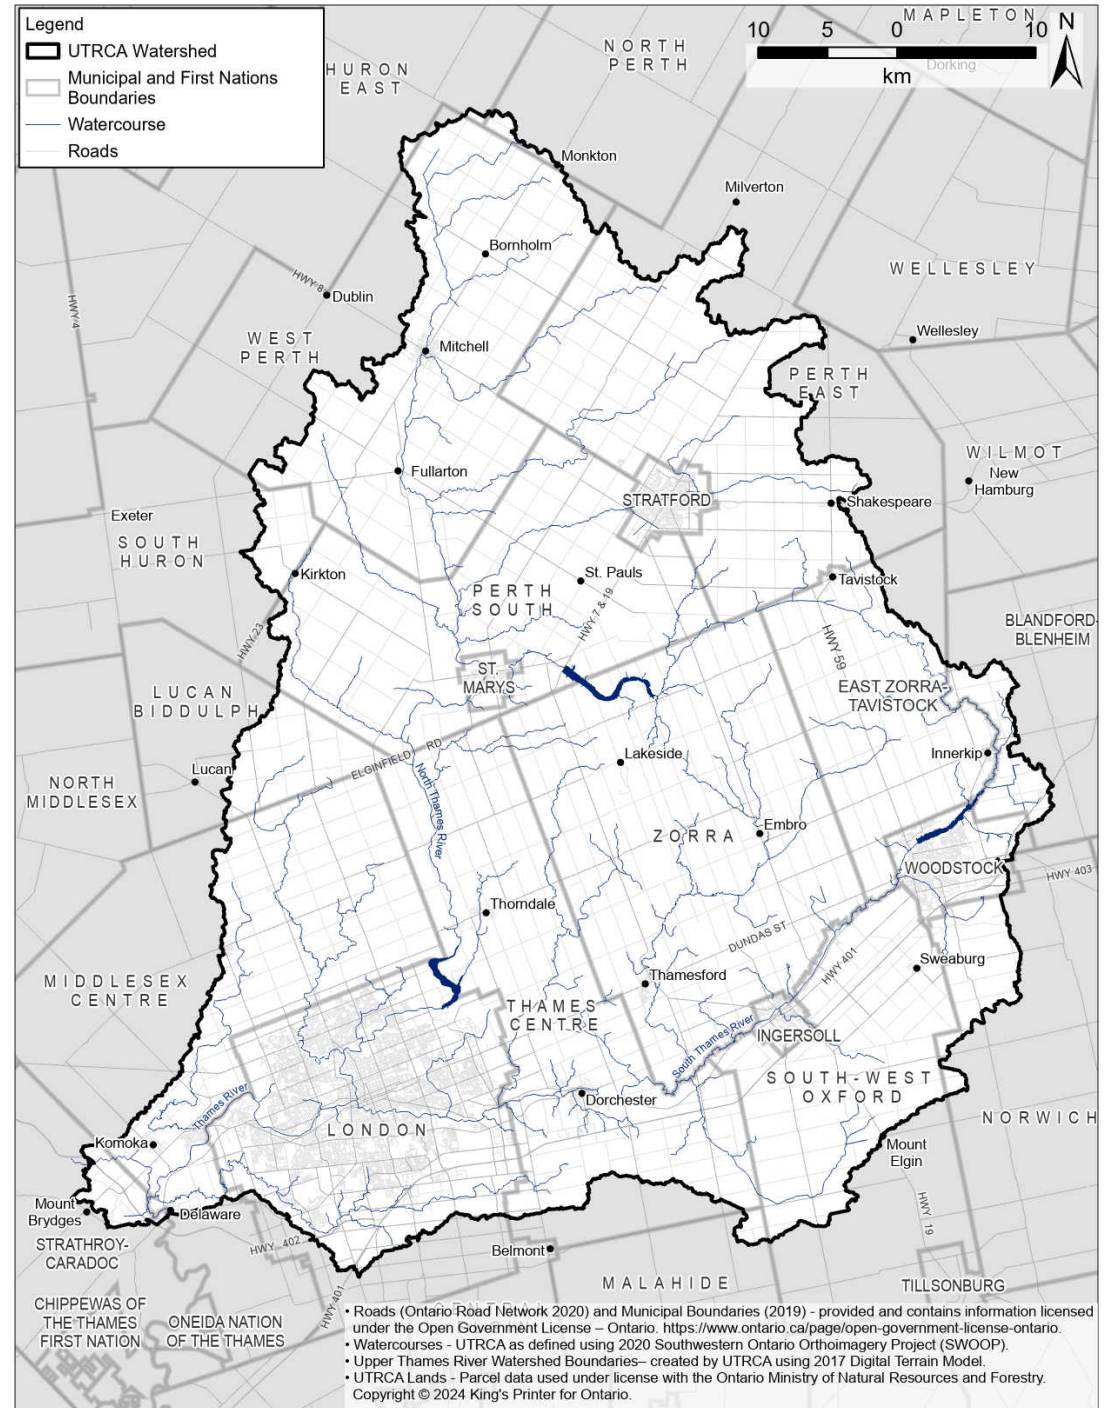 Legend
UTRCA Watershed
Municipal and First Nations
Boundaries
Watercourse
Roads
10 5 0 10
km
N
MAPLETON
Dorking
NORTH
PERTH
HURON
EAST
Monkton
Milverton
Bornholm
WELLESLEY
HWY 8
Dublin
HWY 4
Wellesley
WEST
PERTH
Mitchell
PERTH
EAST
WILMOT
New
Hamburg
Fullarton
STRATFORD
Shakespeare
Exeter
SOUTH
HURON
Kirkton
St. Pauls
Tavistock
PERTH
SOUTH
HWY 7 & 19
BLANDFORD-
BLENHEIM
HWY 23
HWY 59
ST.
MARYS
EAST ZORRA-
TAVISTOCK
LUCAN
BIDDULPH
ELGINFIELD RD
Lakeside
Innerkip
Lucan
NORTH
MIDDLESEX
North Thames River
Embro
ZORRA
WOODSTOCK
HWY 403
Thorndale
DUNDAS ST
HWY 401
Sweaburg
MIDDLESEX
CENTRE
Thamesford
THAMES
CENTRE
INGERSOLL
South Thames River
SOUTH-WEST
OXFORD
Thames River
Dorchester
NORWICH
LONDON
Komoka
Mount
Elgin
Mount
Brydges
Delaware
HWY 19
STRATHROY-
CARADOC
HWY 402
Belmont
MALAHIDE
TILLSONBURG
HWY 401
CHIPPEWAS OF
THE THAMES
FIRST NATION
ONEIDA NATION
OF THE THAMES
• Roads (Ontario Road Network 2020) and Municipal Boundaries (2019) - provided and contains information licensed
under the Open Government License – Ontario. https://www.ontario.ca/page/open-government-license-ontario.
• Watercourses - UTRCA as defined using 2020 Southwestern Ontario Orthoimagery Project (SWOOP).
• Upper Thames River Watershed Boundaries– created by UTRCA using 2017 Digital Terrain Model.
• UTRCA Lands - Parcel data used under license with the Ontario Ministry of Natural Resources and Forestry.
Copyright © 2024 King's Printer for Ontario.